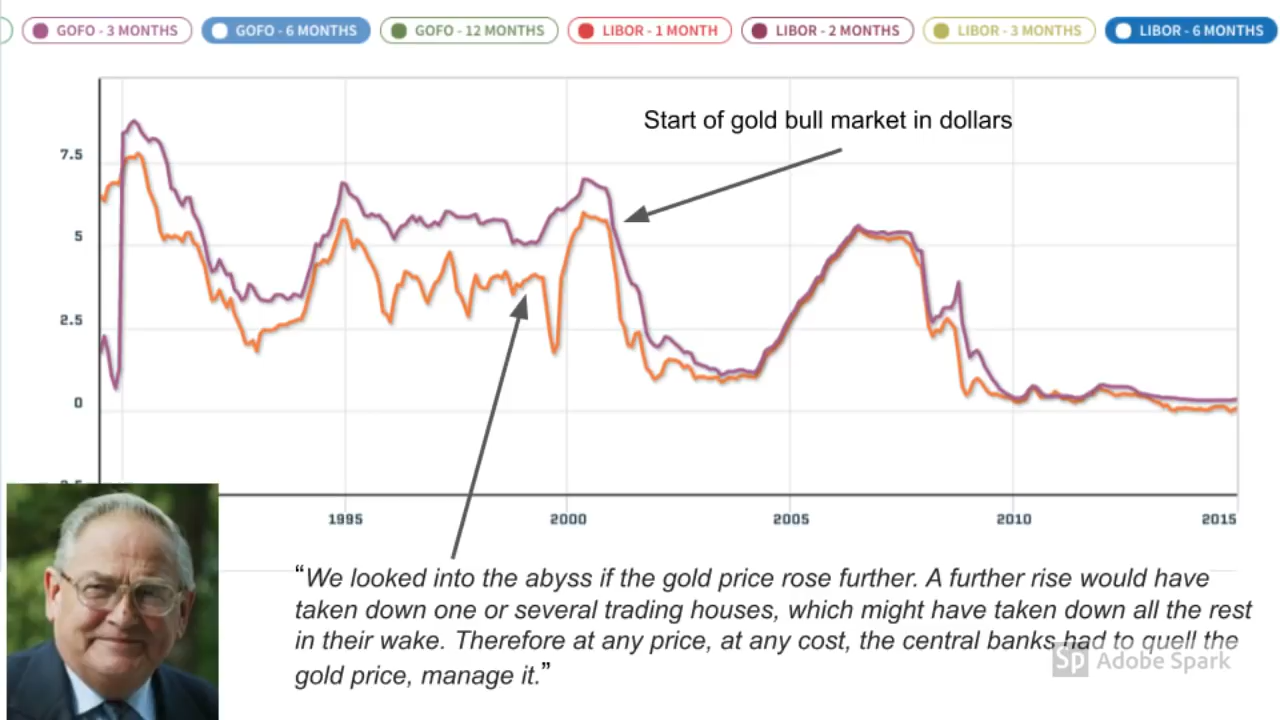 GOFO - 3 MONTHS GOFO - 6 MONTHS GOFO - 12 MONTHS LIBOR - 1 MONTH LIBOR - 2 MONTHS LIBOR - 3 MONTHS LIBOR - 6 MONTHS
Start of gold bull market in dollars
7.5
5
2.5
0
1995 2000 2005 2010 2015
“We looked into the abyss if the gold price rose further. A further rise would have
taken down one or several trading houses, which might have taken down all the rest
in their wake. Therefore at any price, at any cost, the central banks had to quell the
gold price, manage it.”
Sp Adobe Spark